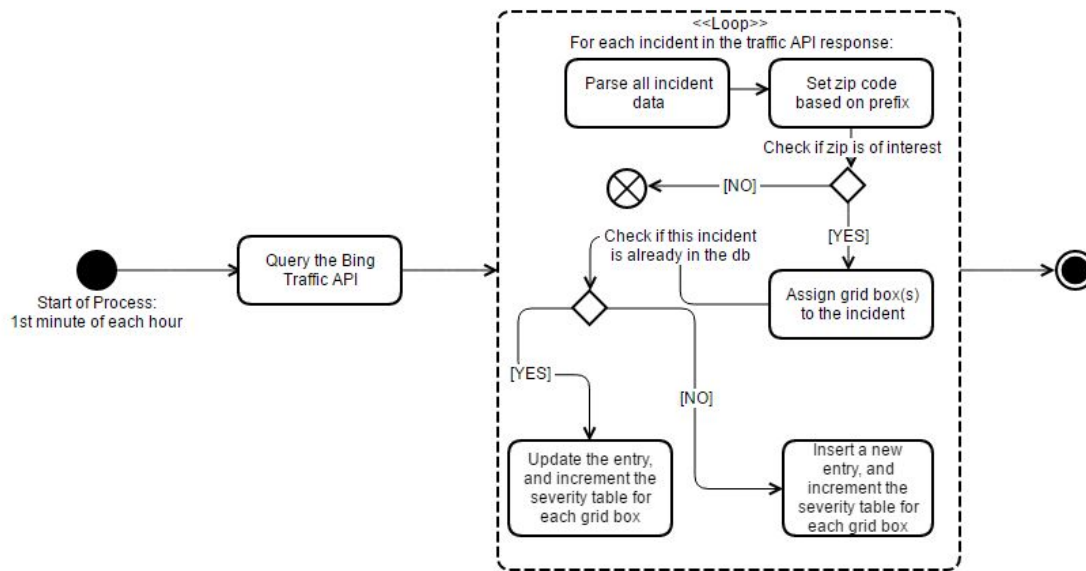 <<Loop>>
For each incident in the traffic API response:
Parse all incident
data
Set zip code
based on prefix
Check if zip is of interest
[NO]
[YES]
Check if this incident
is already in the db
Query the Bing
Traffic API
Assign grid box(s)
to the incident
Start of Process:
1st minute of each hour
[YES]
[NO]
Update the entry,
and increment the
severity table for
each grid box
Insert a new
entry, and
increment the
severity table for
each grid box